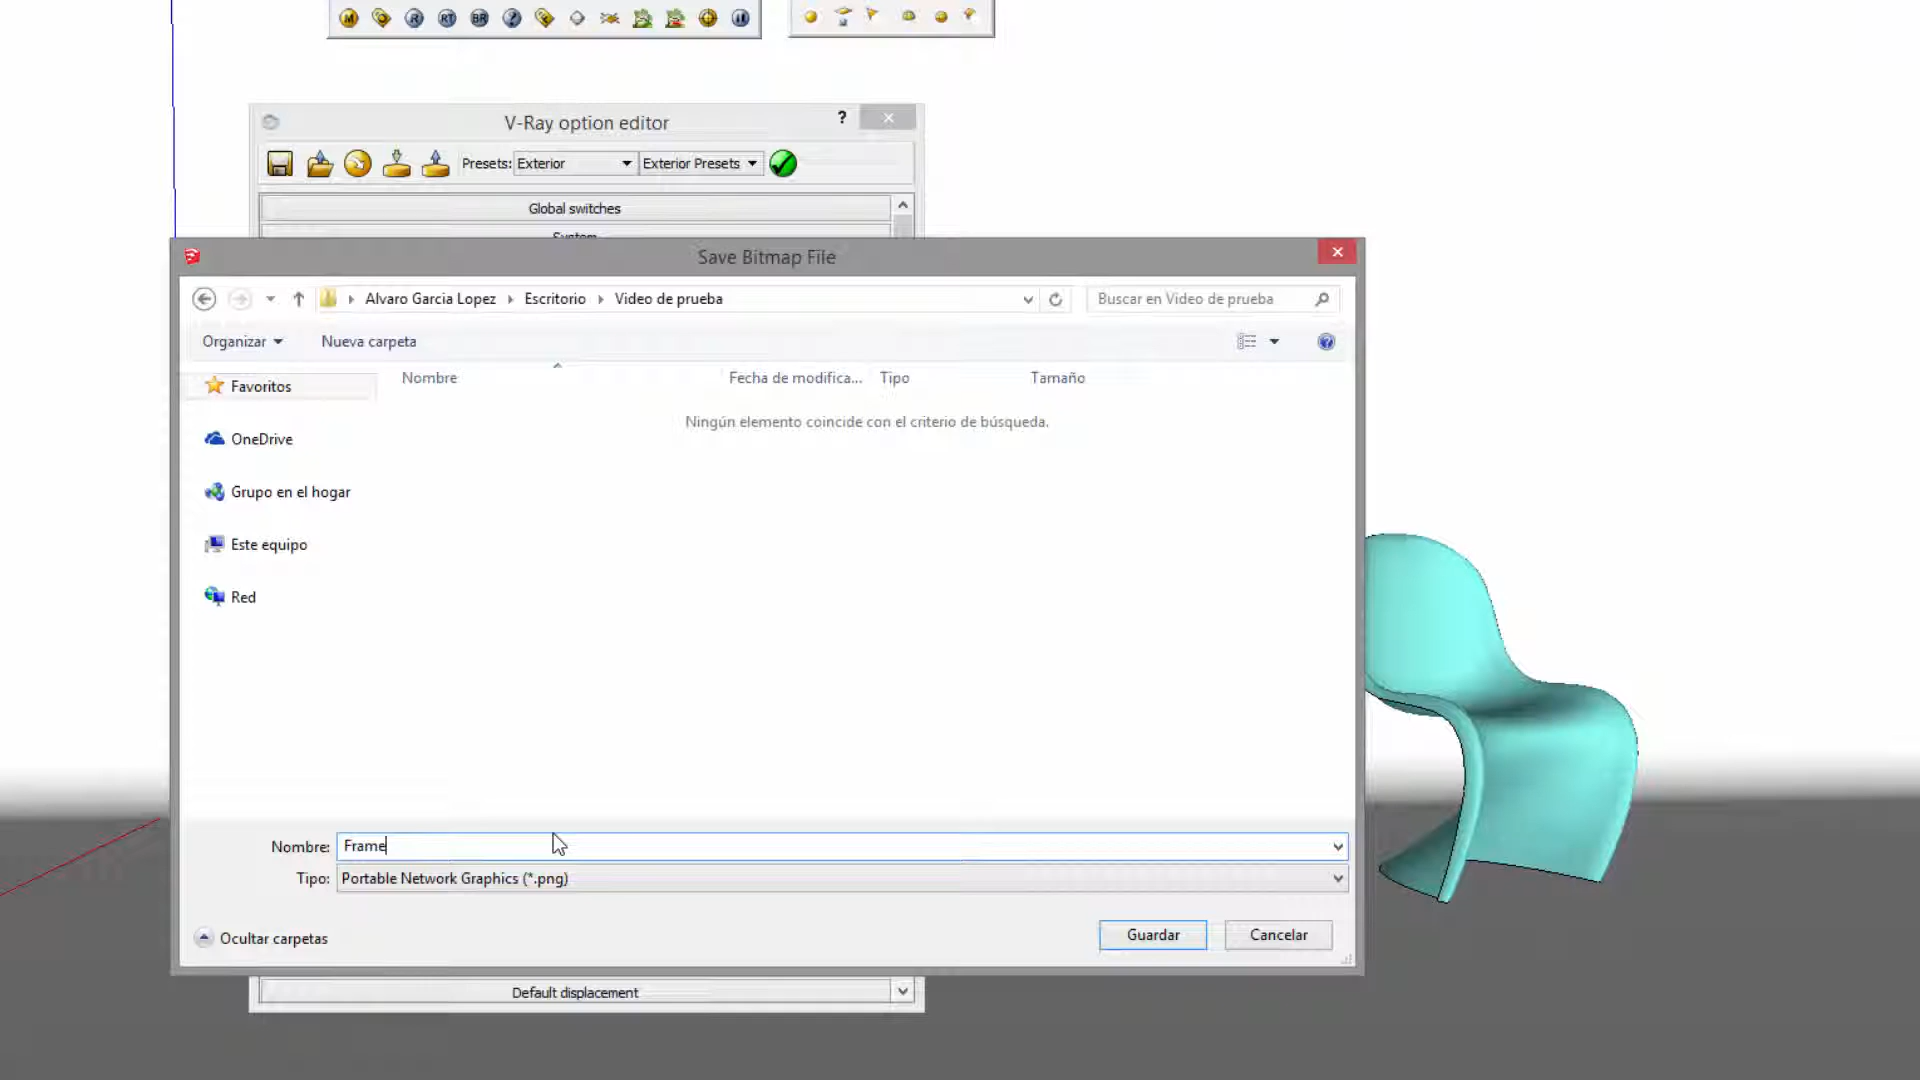 M R RT BR ?
V-Ray option editor ?
Presets: Exterior Exterior Presets
Global switches
System
Save Bitmap File
Alvaro Garcia Lopez Escritorio Video de prueba
Buscar en Video de prueba
Organizar Nueva carpeta
Nombre Fecha de modifica... Tipo Tamaño
Favoritos
Ningún elemento coincide con el criterio de búsqueda.
OneDrive
Grupo en el hogar
Este equipo
Red
Nombre: Frame
Tipo: Portable Network Graphics (*.png)
Ocultar carpetas
Guardar Cancelar
Default displacement